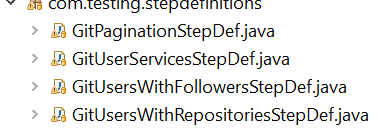 com.testing.stepdefinitions
GitPaginationStepDef.java
GitUserServicesStepDef.java
GitUsersWithFollowersStepDef.java
GitUsersWithRepositoriesStepDef.java